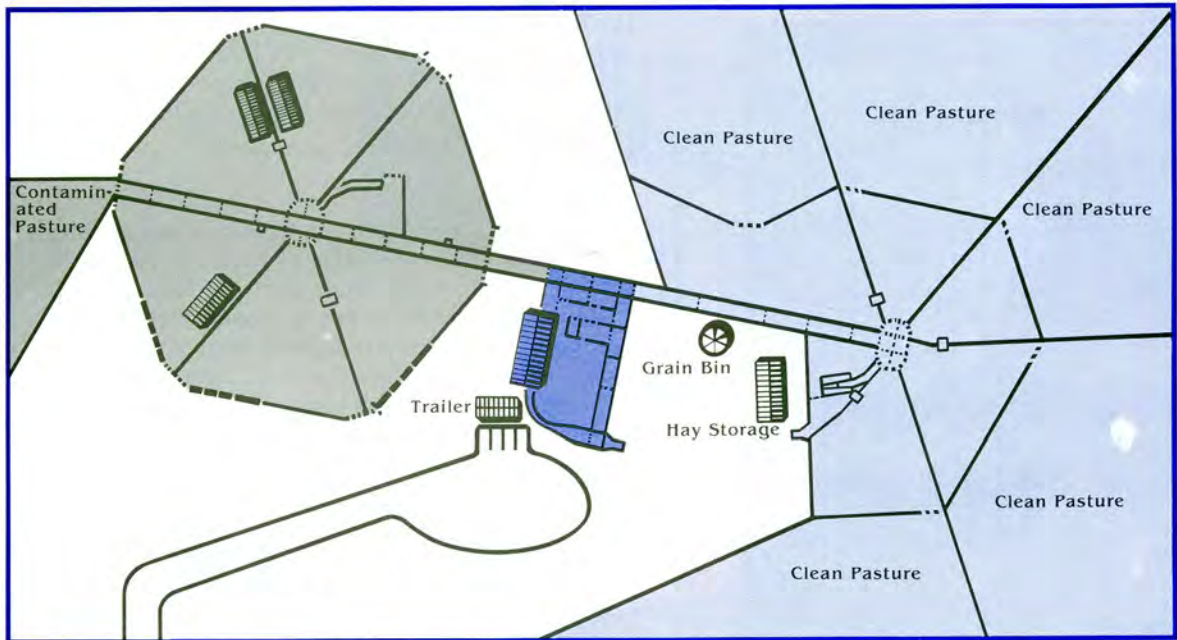 Clean Pasture
Clean Pasture
Contamin-
ated
Pasture
Clean Pasture
Grain Bin
Trailer
Hay Storage
Clean Pasture
Clean Pasture